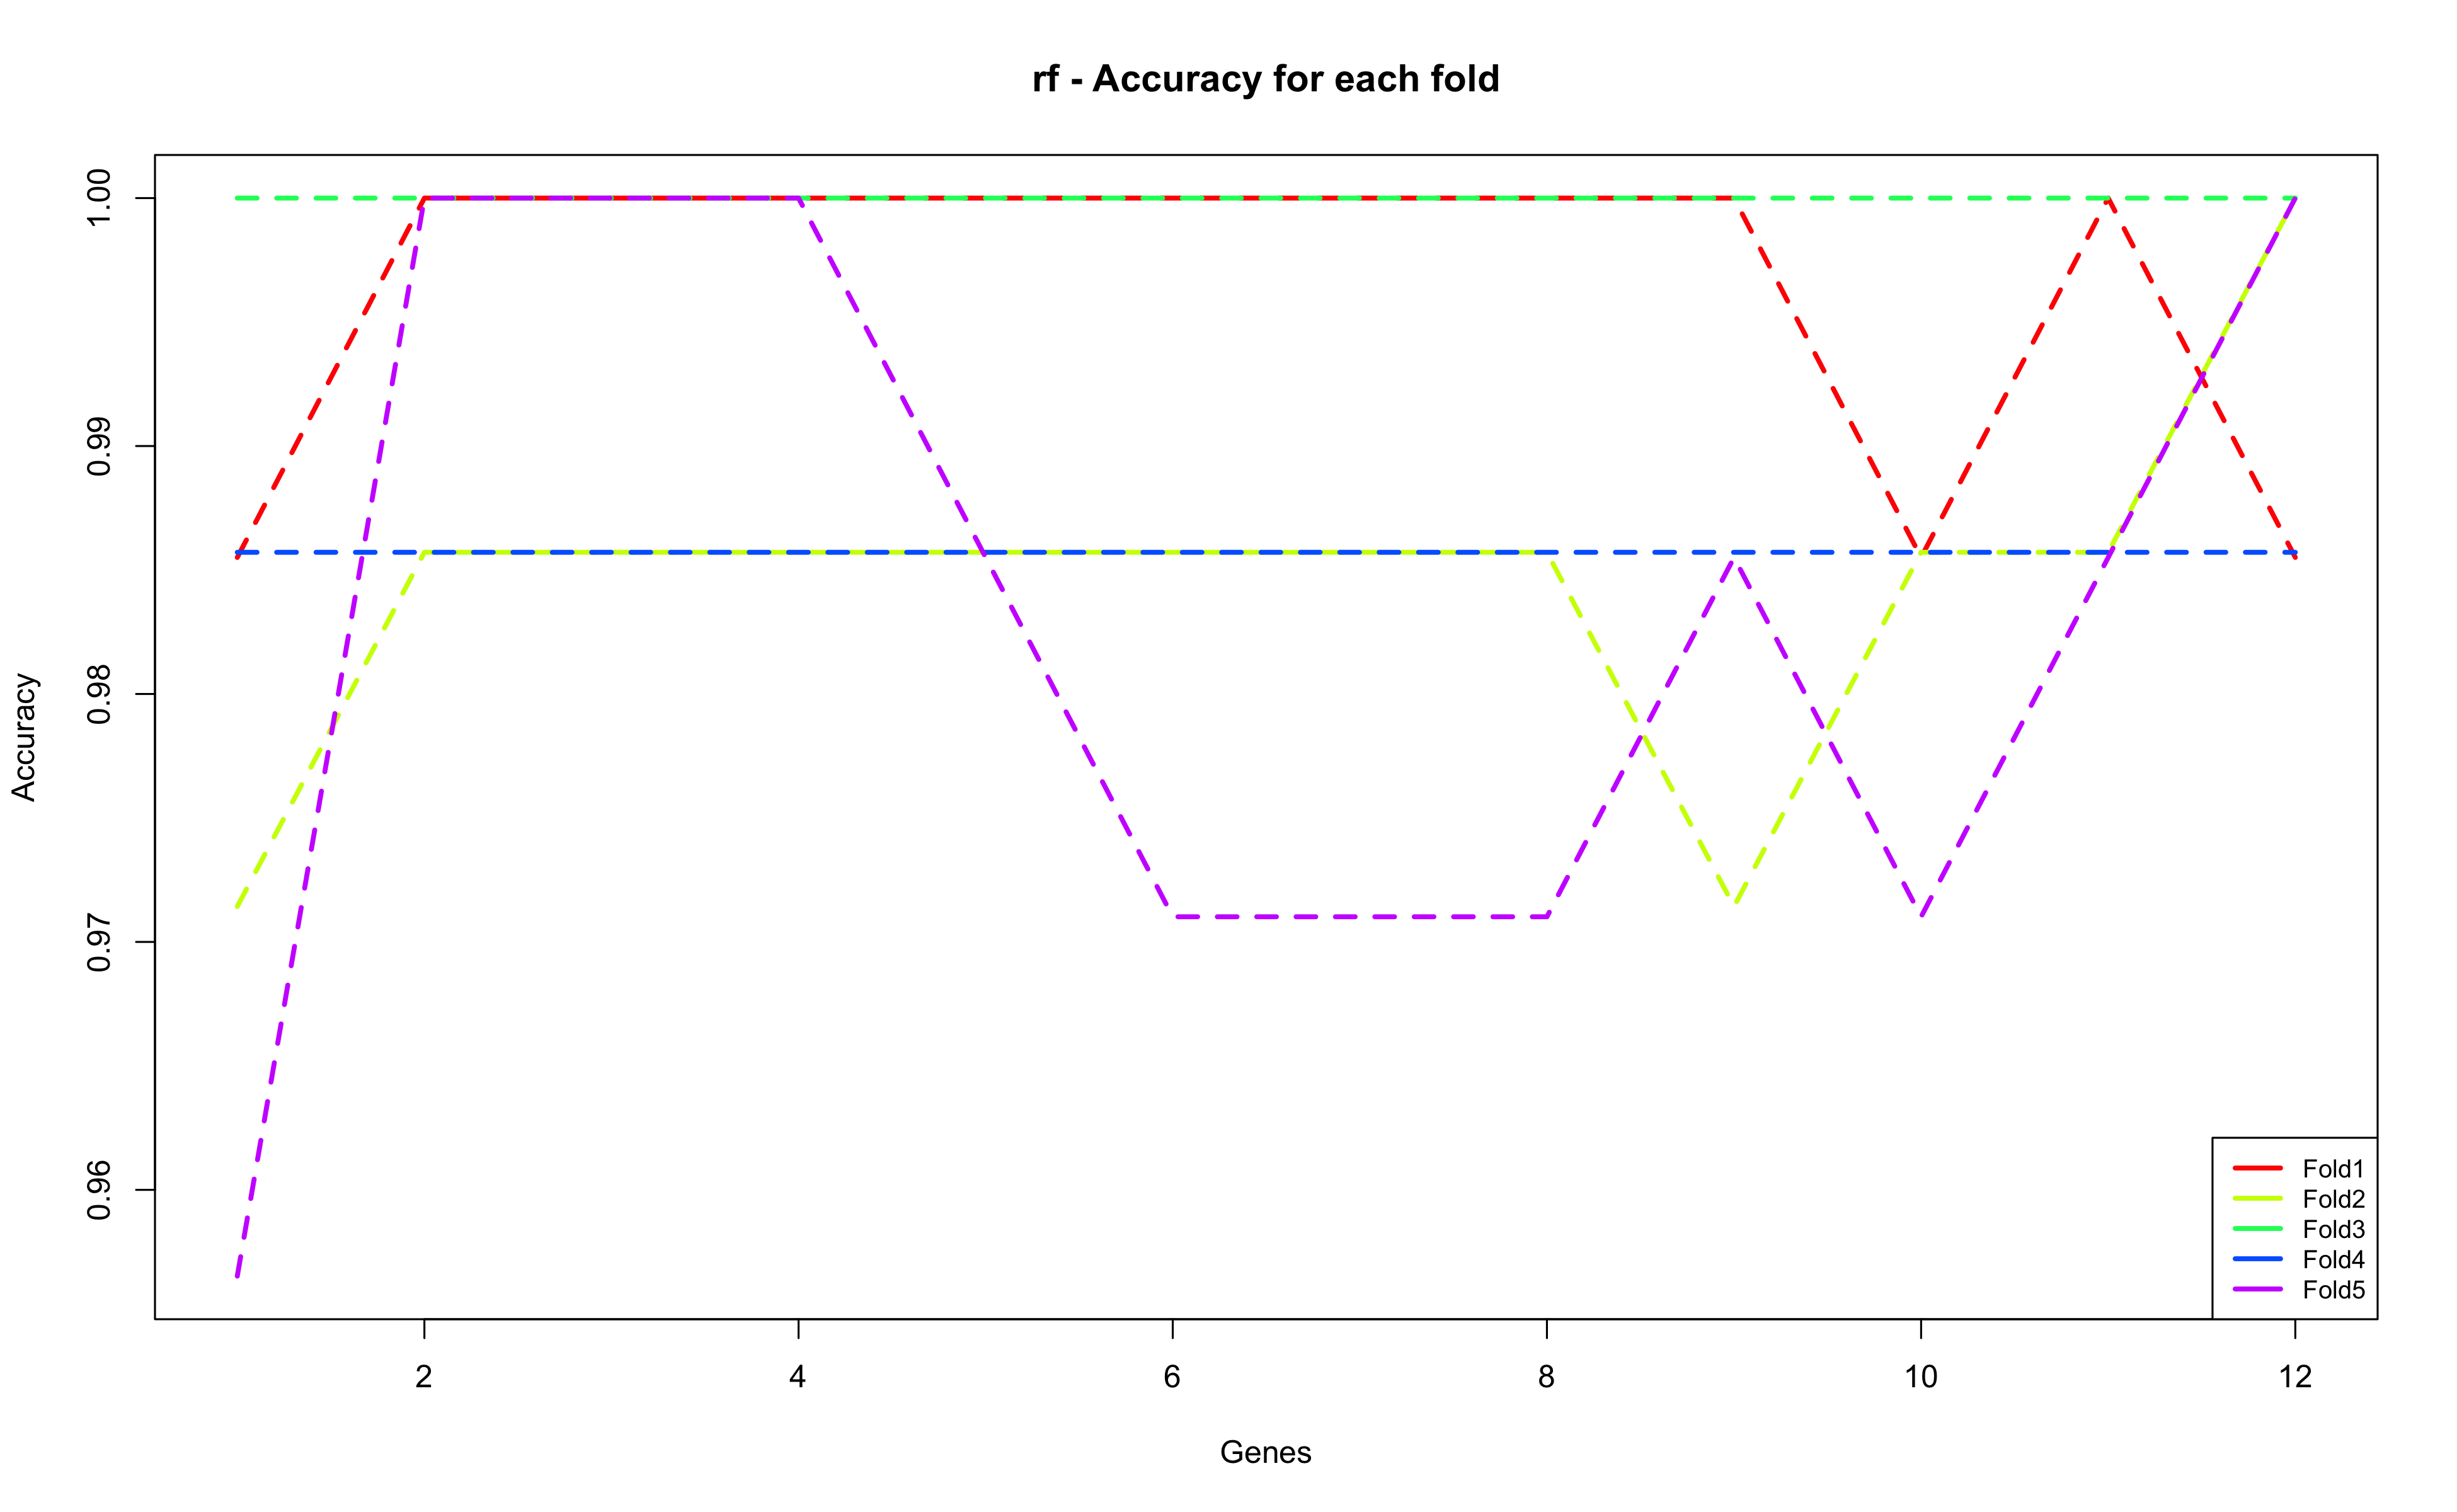 rf - Accuracy for each fold
Accuracy
1.00
0.99
0.98
0.97
0.96
2 4 6 8 10 12
Genes
Fold1
Fold2
Fold3
Fold4
Fold5